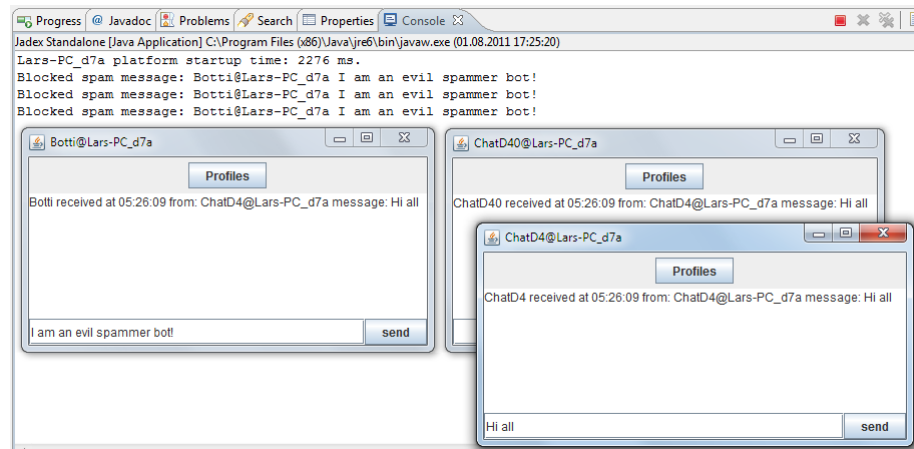 Progress @ Javadoc Problems Search Properties Console
Jadex Standalone [Java Application] C:\Program Files (x86)\Java\jre6\bin\javaw.exe (01.08.2011 17:25:20)
Lars-PC_d7a platform startup time: 2276 ms.
Blocked spam message: Botti@Lars-PC_d7a I am an evil spammer bot!
Blocked spam message: Botti@Lars-PC_d7a I am an evil spammer bot!
Blocked spam message: Botti@Lars-PC_d7a I am an evil spammer bot!
Botti@Lars-PC_d7a
Profiles
Botti received at 05:26:09 from: ChatD4@Lars-PC_d7a message: Hi all
I am an evil spammer bot!
send
ChatD40@Lars-PC_d7a
Profiles
ChatD40 received at 05:26:09 from: ChatD4@Lars-PC_d7a message: Hi all
ChatD4@Lars-PC_d7a
Profiles
ChatD4 received at 05:26:09 from: ChatD4@Lars-PC_d7a message: Hi all
Hi all
send